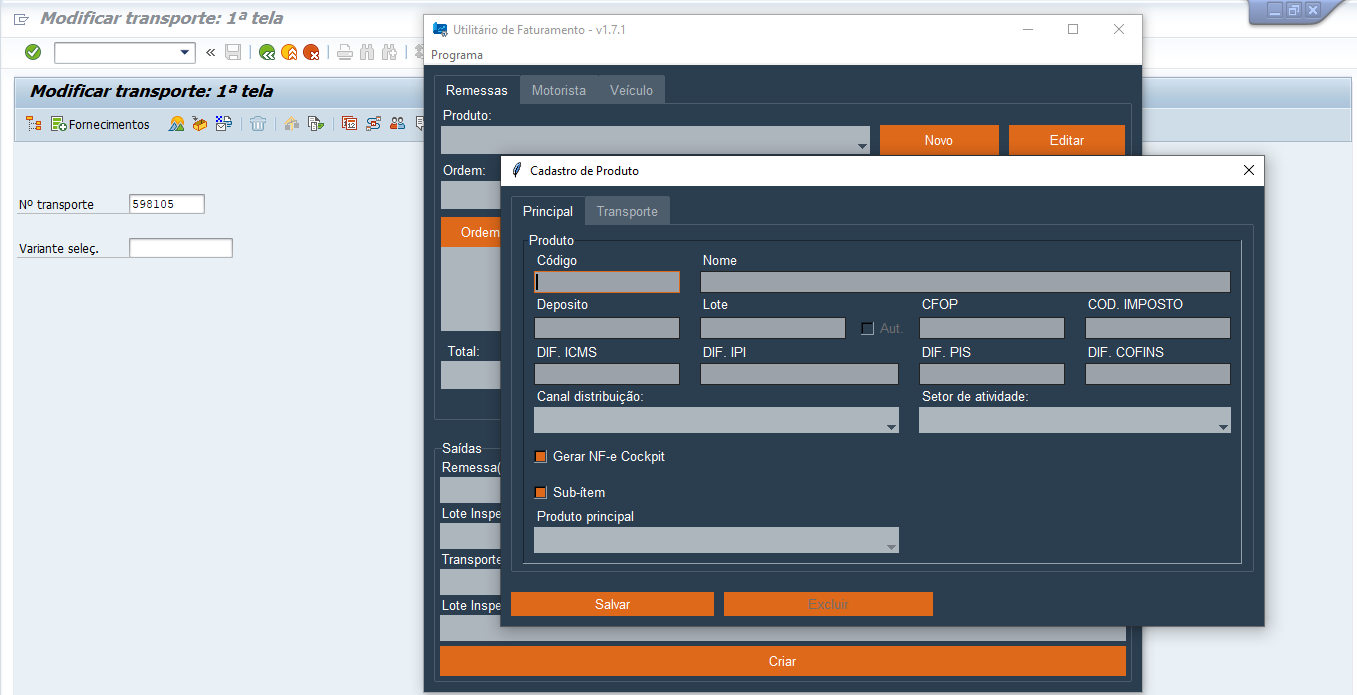 Modificar transporte: 1ª tela
Modificar transporte: 1ª tela
Fornecimentos
Nº transporte
598105
Variante seleç.
Utilitário de Faturamento - v1.7.1
Programa
Remessas
Motorista
Veículo
Produto:
Novo
Editar
Ordem:
Ordem
Total:
Saídas
Remessa(
Lote Inspe
Transporte
Lote Inspe
Criar
Cadastro de Produto
Principal
Transporte
Produto
Código
Nome
Deposito
Lote
Aut.
CFOP
COD. IMPOSTO
DIF. ICMS
DIF. IPI
DIF. PIS
DIF. COFINS
Canal distribuição:
Setor de atividade:
Gerar NF-e Cockpit
Sub-ítem
Produto principal
Salvar
Excluir